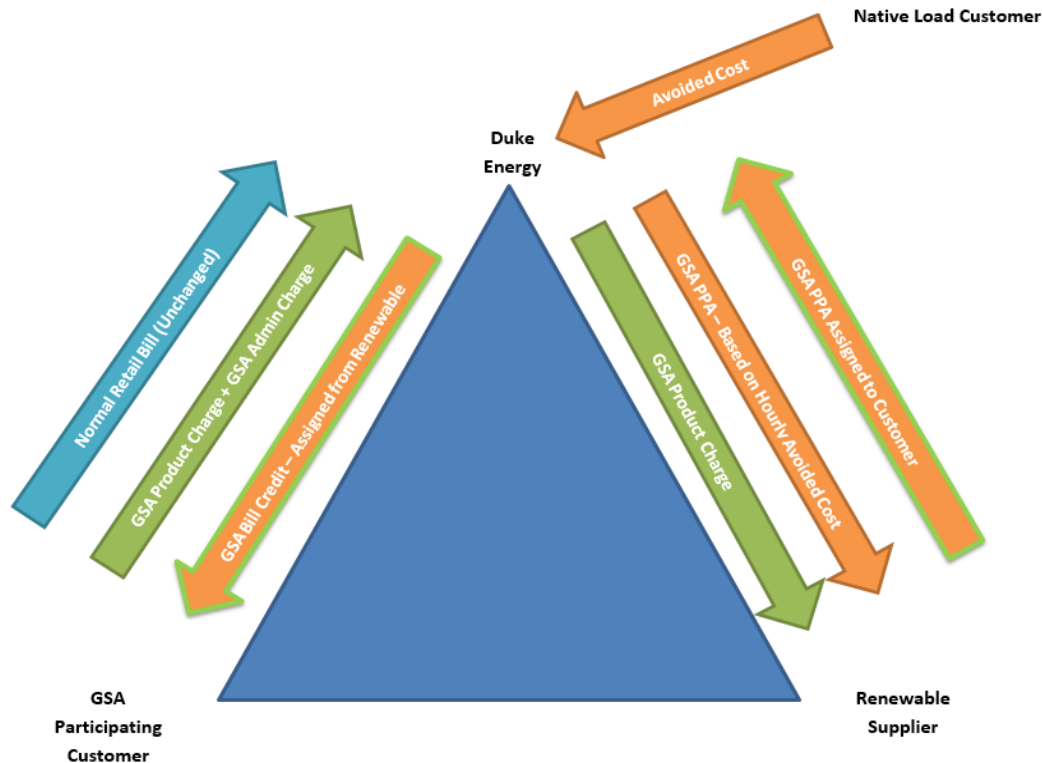 Native Load Customer
Avoided Cost
Duke
Energy
Normal Retail Bill (Unchanged)
GSA Product Charge + GSA Admin Charge
GSA Bill Credit – Assigned from Renewable
GSA Product Charge
GSA PPA – Based on Hourly Avoided Cost
GSA PPA Assigned to Customer
GSA
Participating
Customer
Renewable
Supplier